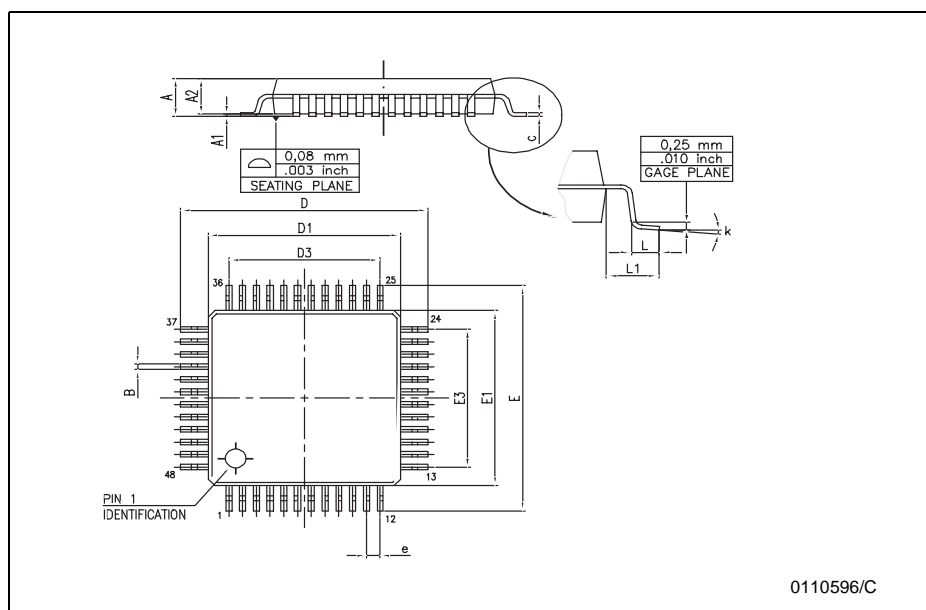 A
A2
A1
C
0,08 mm
.003 inch
SEATING PLANE
0,25 mm
.010 inch
GAGE PLANE
k
L
L1
D
D1
D3
36
25
37
24
B
E3
E1
E
48
13
PIN 1
IDENTIFICATION
1
12
e
0110596/C